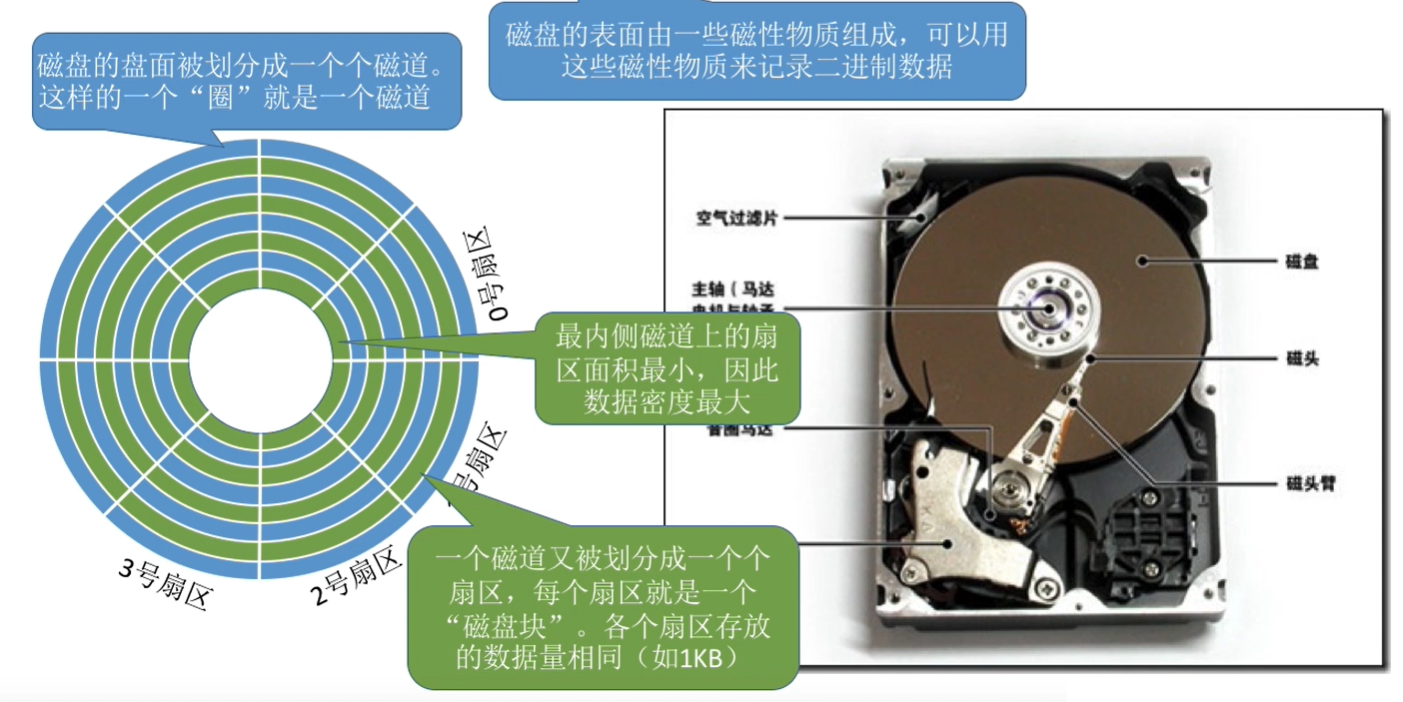 磁盘的表面由一些磁性物质组成，可以用
这些磁性物质来记录二进制数据
磁盘的盘面被划分成一个个磁道。
这样的一个“圈”就是一个磁道
0号扇区
号扇区
2号扇区
3号扇区
最内侧磁道上的扇
区面积最小，因此
数据密度最大
一个磁道又被划分成一个个
扇区，每个扇区就是一个
“磁盘块”。各个扇区存放
的数据量相同（如1KB）
空气过滤片
主轴（马达
音圈马达
磁盘
磁头
磁头臂